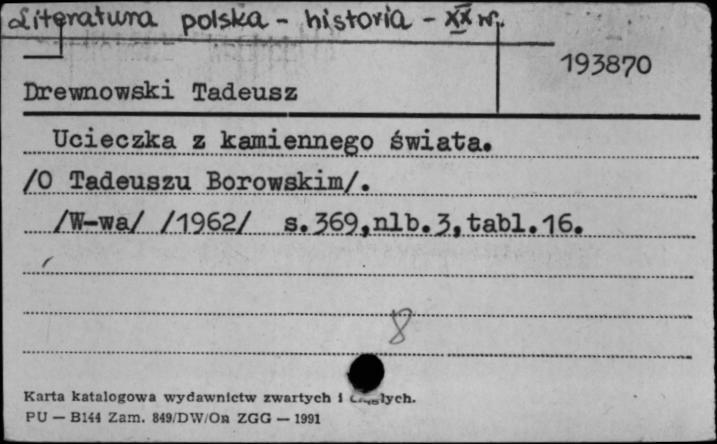 Literatura polska - historia - XX w.
193870
Drewnowski Tadeusz
Ucieczka z kamiennego świata.
/O Tadeuszu Borowskim/.
/W-wa/ /1962/ s.369,nlb.3,tabl.16.
8
Karta katalogowa wydawnictw zwartych i
PU — B144 Zam. 849/DW/On ZGG — 1991